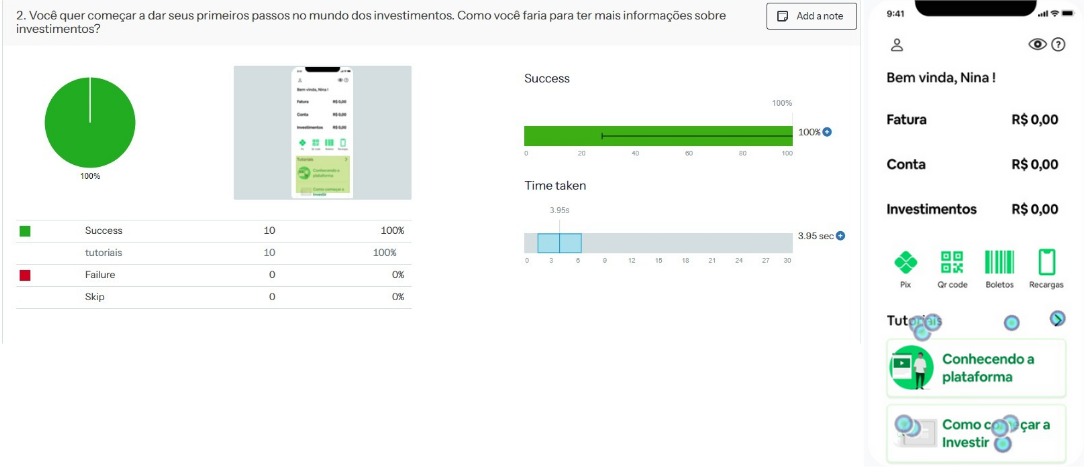 2. Você quer começar a dar seus primeiros passos no mundo dos investimentos. Como você faria para ter mais informações sobre
investimentos?
Add a note
100%
Success 10 100%
tutoriais 10 100%
Failure 0 0%
Skip 0 0%
Bem vinda, Nina !
Fatura R$ 0,00
Conta R$ 0,00
Investimentos R$ 0,00
Tutoriais
Conhecendo a
plataforma
Como começar a
Investir
Success
100%
100%
0 20 40 60 80 100
Time taken
3.95s
3.95 sec
0 3 6 9 12 15 18 21 24 27 30
9:41
Bem vinda, Nina !
Fatura R$ 0,00
Conta R$ 0,00
Investimentos R$ 0,00
Pix Qr code Boletos Recargas
Tutoriais
Conhecendo a
plataforma
Como começar a
Investir